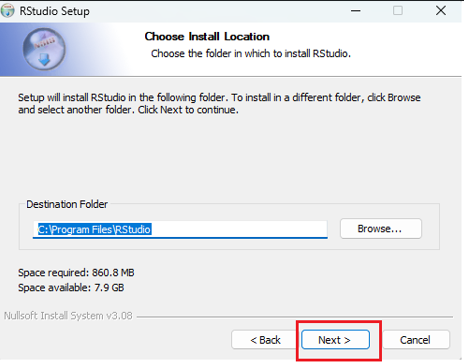 RStudio Setup
Choose Install Location
Choose the folder in which to install RStudio.
Setup will install RStudio in the following folder. To install in a different folder, click Browse
and select another folder. Click Next to continue.
Destination Folder
C:\Program Files\RStudio
Browse...
Space required: 860.8 MB
Space available: 7.9 GB
Nullsoft Install System v3.08
< Back Next > Cancel